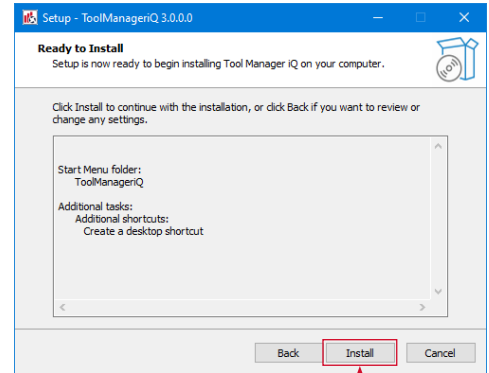 Setup - ToolManageriQ 3.0.0.0
Ready to Install
Setup is now ready to begin installing Tool Manager iQ on your computer.
Click Install to continue with the installation, or click Back if you want to review or
change any settings.
Start Menu folder:
ToolManageriQ
Additional tasks:
Additional shortcuts:
Create a desktop shortcut
Back Install Cancel